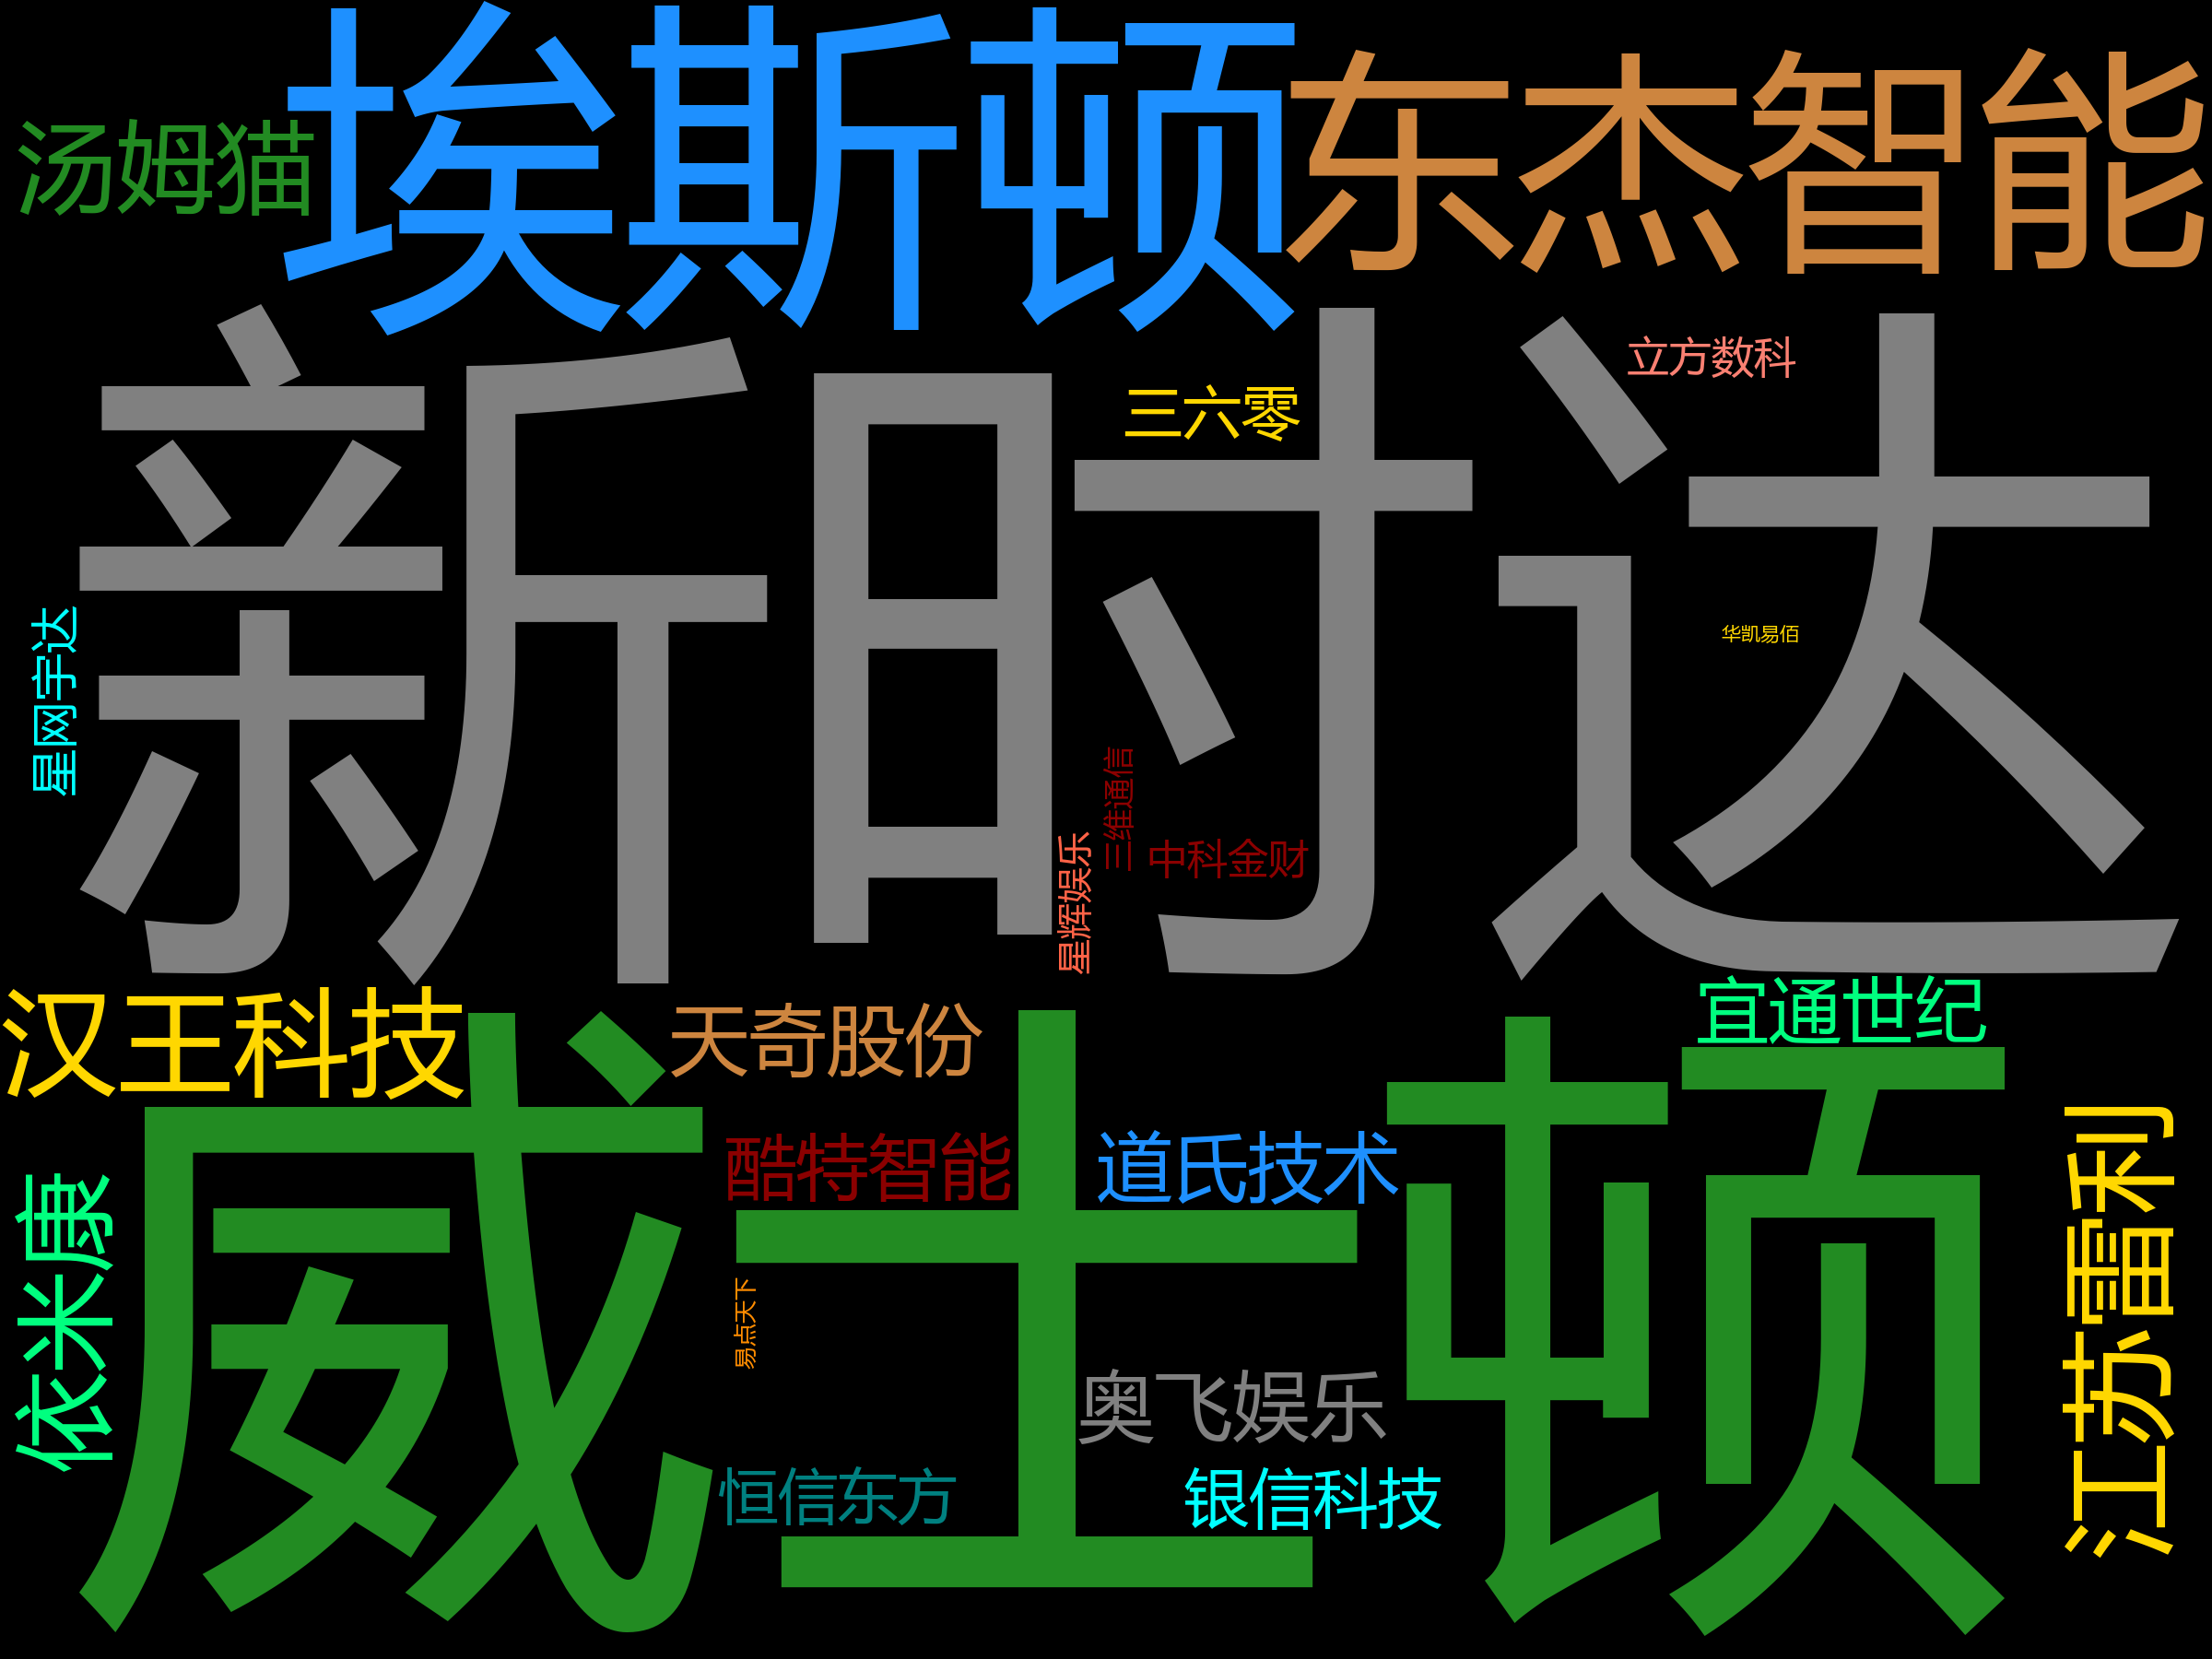 埃斯顿
东杰智能
汤姆猫
新时达
立方数科
三六零
华凯易佰
星网宇达
三维通信
中科金财
星辉娱乐
汉王科技
天奇股份
宜通世纪
威士顿
酷特智能
道氏技术
依米康
江苏雷利
易点天下
奥飞娱乐
恒信东方
银信科技